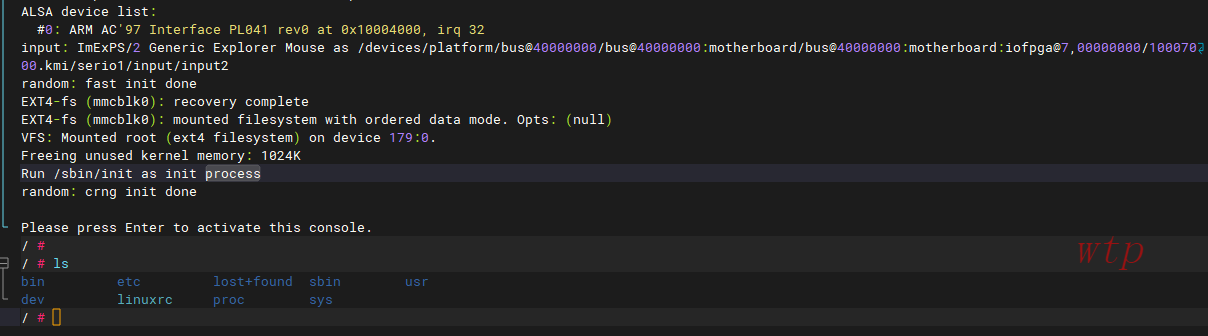 ALSA device list:
  #0: ARM AC'97 Interface PL041 rev0 at 0x10004000, irq 32
input: ImExPS/2 Generic Explorer Mouse as /devices/platform/bus@40000000/bus@40000000:motherboard/bus@40000000:motherboard:iofpga@7,00000000/100070
00.kmi/serio1/input/input2
random: fast init done
EXT4-fs (mmcblk0): recovery complete
EXT4-fs (mmcblk0): mounted filesystem with ordered data mode. Opts: (null)
VFS: Mounted root (ext4 filesystem) on device 179:0.
Freeing unused kernel memory: 1024K
Run /sbin/init as init process
random: crng init done
Please press Enter to activate this console.
/ #
/ # ls
bin         etc         lost+found  sbin        usr
dev         linuxrc     proc        sys
/ #
wtp